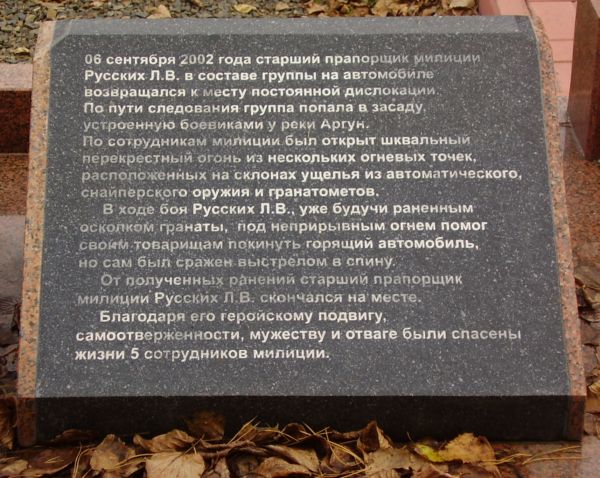 06 сентября 2002 года старший прапорщик милиции
Русских Л.В. в составе группы на автомобиле
возвращался к месту постоянной дислокации.
По пути следования группа попала в засаду,
устроенную боевиками у реки Аргун.
По сотрудникам милиции был открыт шквальный
перекрестный огонь из нескольких огневых точек,
расположенных на склонах ущелья из автоматического,
снайперского оружия и гранатометов.
В ходе боя Русских Л.В., уже будучи раненным
осколком гранаты, под неприрывным огнем помог
своим товарищам покинуть горящий автомобиль,
но сам был сражен выстрелом в спину.
От полученных ранений старший прапорщик
милиции Русских Л.В. скончался на месте.
Благодаря его геройскому подвигу,
самоотверженности, мужеству и отваге были спасены
жизни 5 сотрудников милиции.